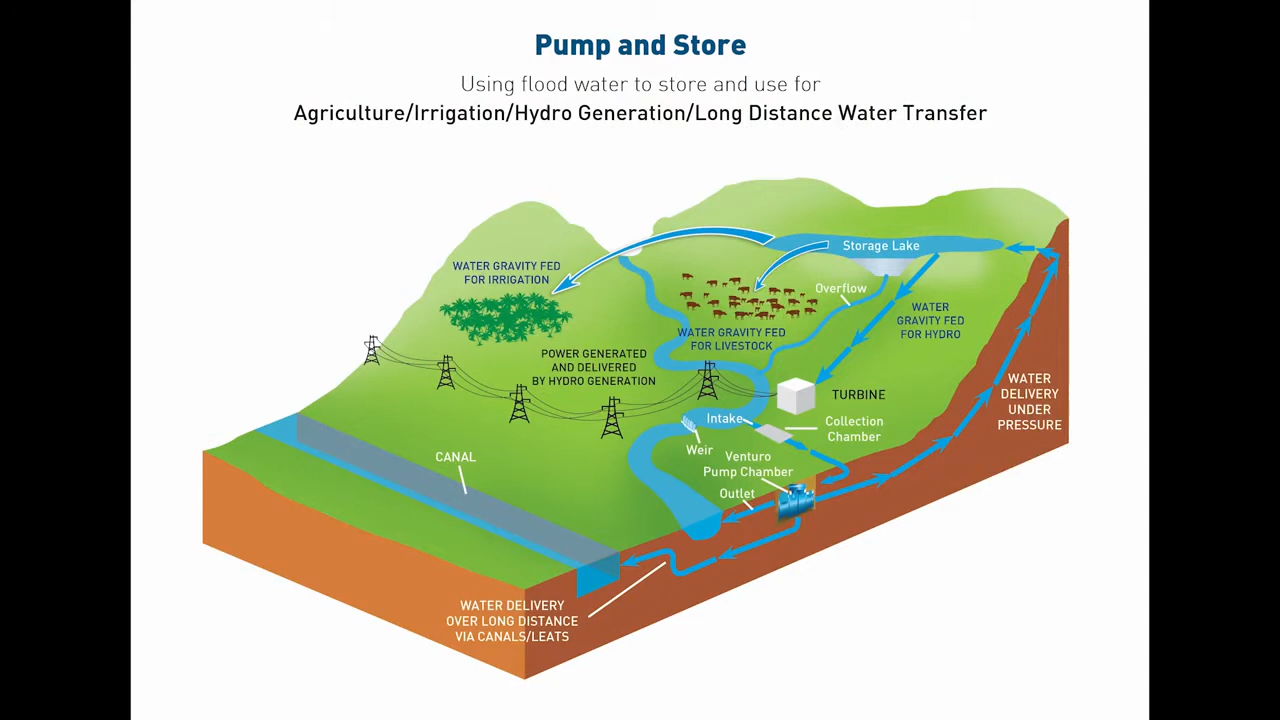 Pump and Store
Using flood water to store and use for
Agriculture/Irrigation/Hydro Generation/Long Distance Water Transfer
Storage Lake
WATER GRAVITY FED
FOR IRRIGATION
Overflow
WATER
GRAVITY FED
FOR HYDRO
WATER GRAVITY FED
FOR LIVESTOCK
POWER GENERATED
AND DELIVERED
BY HYDRO GENERATION
TURBINE
WATER
DELIVERY
UNDER
PRESSURE
Intake
Collection
Chamber
Weir
CANAL
Venturo
Pump Chamber
Outlet
WATER DELIVERY
OVER LONG DISTANCE
VIA CANALS/LEATS